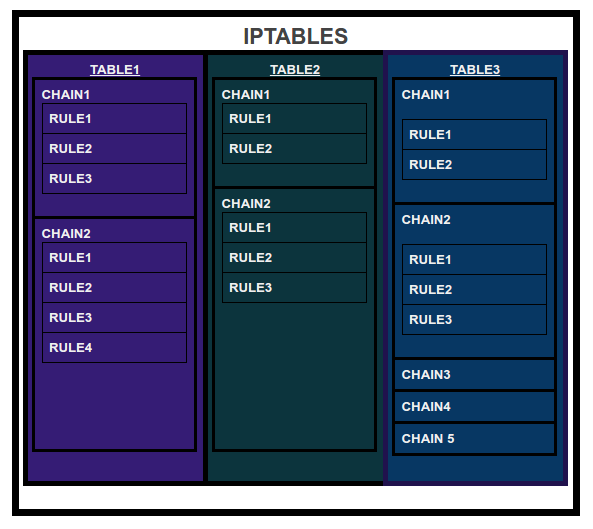 IPTABLES
TABLE1
CHAIN1
RULE1
RULE2
RULE3
CHAIN2
RULE1
RULE2
RULE3
RULE4
TABLE2
CHAIN1
RULE1
RULE2
CHAIN2
RULE1
RULE2
RULE3
TABLE3
CHAIN1
RULE1
RULE2
CHAIN2
RULE1
RULE2
RULE3
CHAIN3
CHAIN4
CHAIN 5